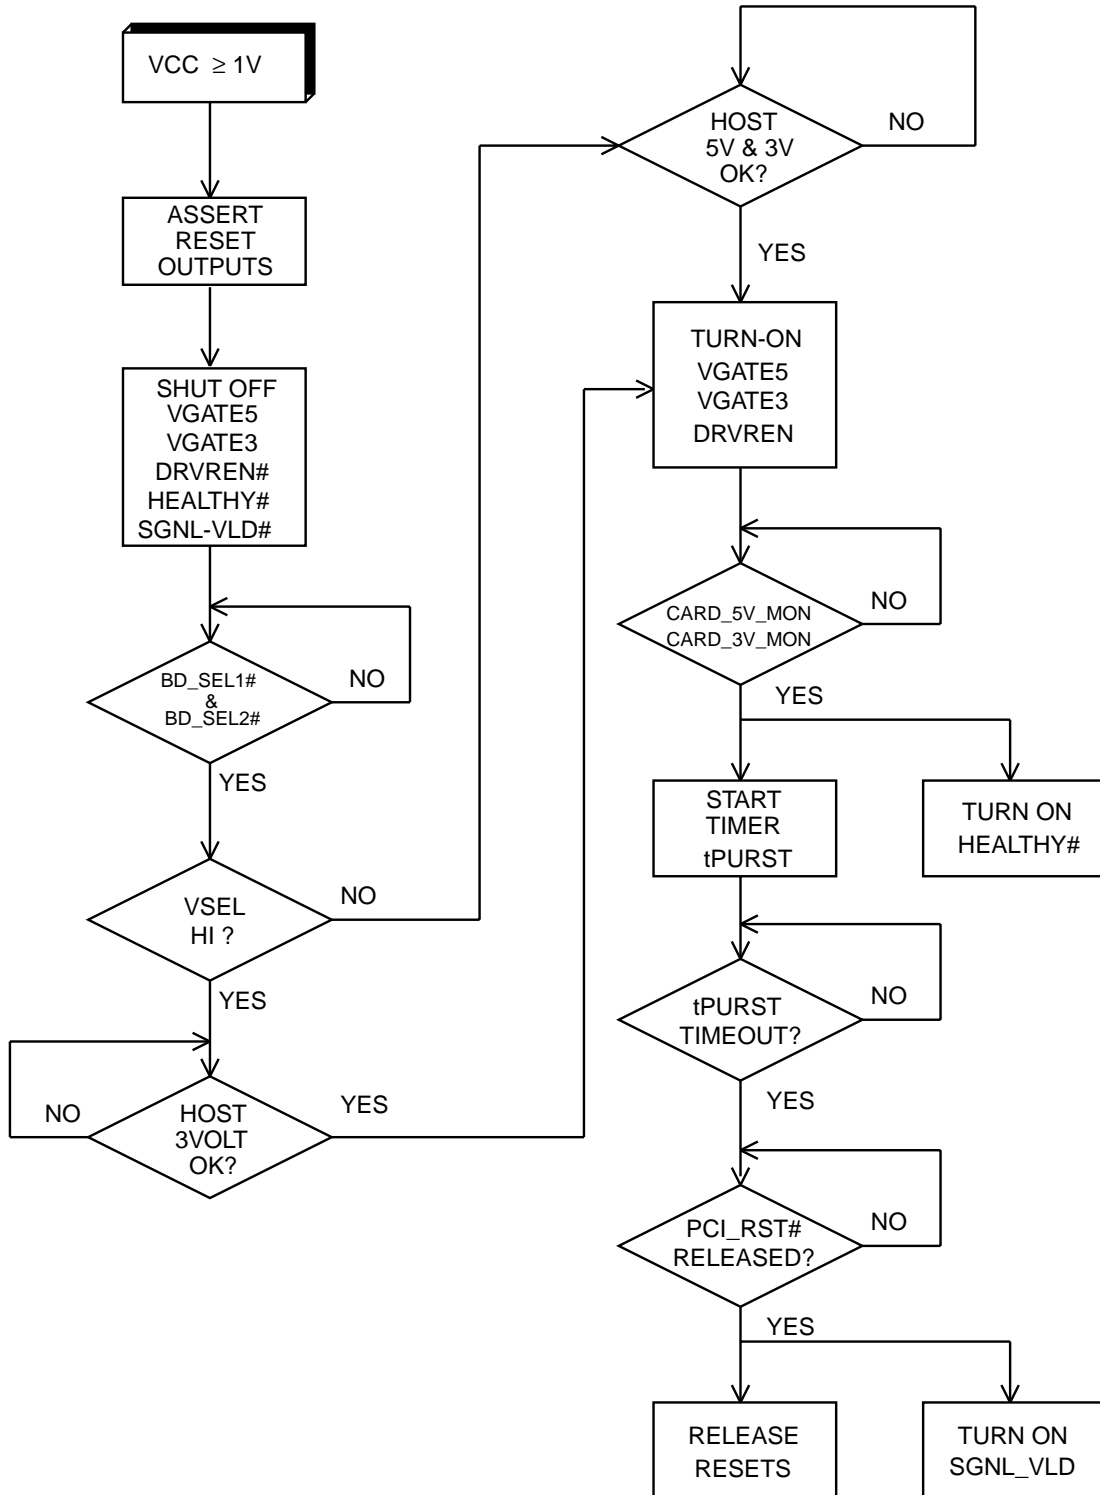 VCC ≥ 1V
ASSERT
RESET
OUTPUTS
SHUT OFF
VGATE5
VGATE3
DRVREN#
HEALTHY#
SGNL-VLD#
BD_SEL1#
&
BD_SEL2#
NO
YES
VSEL
HI ?
NO
YES
HOST
3VOLT
OK?
NO
YES
HOST
5V & 3V
OK?
NO
YES
TURN-ON
VGATE5
VGATE3
DRVREN
CARD_5V_MON
CARD_3V_MON
NO
YES
START
TIMER
tPURST
TURN ON
HEALTHY#
tPURST
TIMEOUT?
NO
YES
PCI_RST#
RELEASED?
NO
YES
RELEASE
RESETS
TURN ON
SGNL_VLD